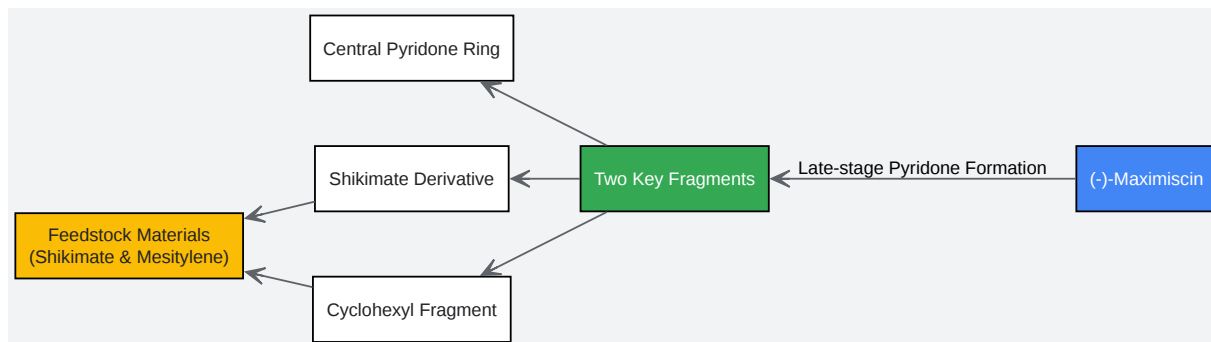 Central Pyridone Ring
Late-stage Pyridone Formation
Shikimate Derivative
Two Key Fragments
(-)-Maximiscin
Feedstock Materials
(Shikimate & Mesitylene)
Cyclohexyl Fragment